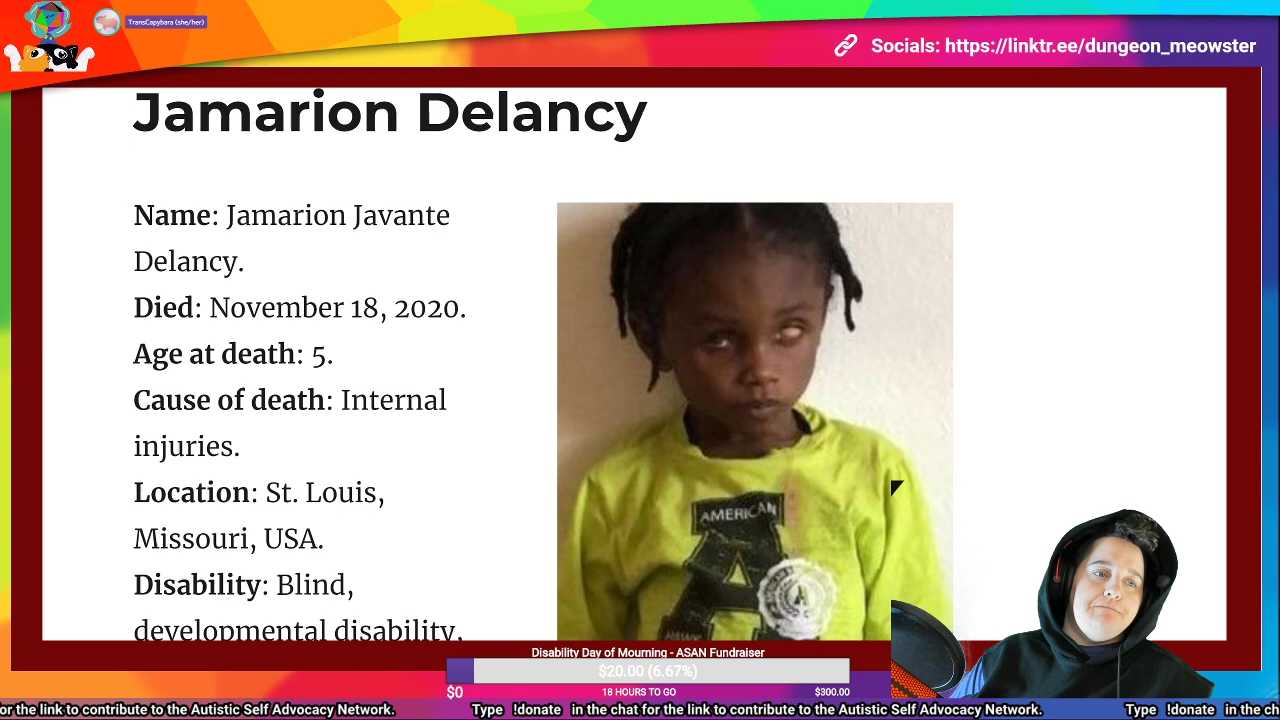 TransCapybara (she/her)
Socials: https://linktr.ee/dungeon_meowster
Jamarion Delancy
Name: Jamarion Javante
Delancy.
Died: November 18, 2020.
Age at death: 5.
Cause of death: Internal
injuries.
Location: St. Louis,
Missouri, USA.
Disability: Blind,
developmental disability,
AMERICAN
A
Disability Day of Mourning - ASAN Fundraiser
$20.00 (6.67%)
$0 18 HOURS TO GO $300.00
or the link to contribute to the Autistic Self Advocacy Network. Type !donate in the chat for the link to contribute to the Autistic Self Advocacy Network. Type !donate in the ch